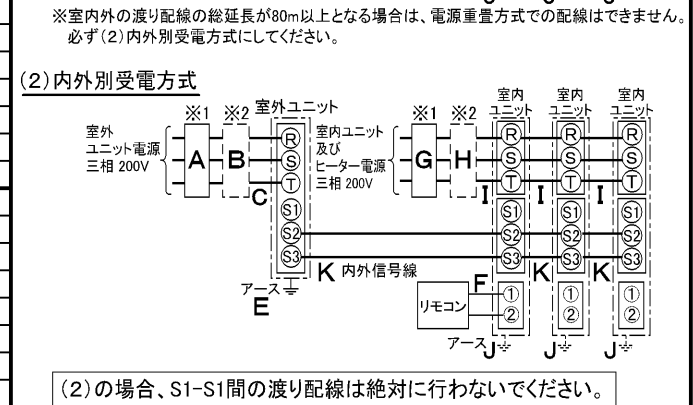 ※室内外の渡り配線の総延長が80m以上となる場合は、電源重畳方式での配線はできません。
必ず(2)内外別受電方式にしてください。
(2)内外別受電方式
※1 ※2 室外ユニット
室外
ユニット電源
三相 200V
A B C
R
S
T
S1
S2
S3
アース
E
※1 ※2
室内ユニット
及び
ヒーター電源
三相 200V
G H
室内
ユニット
室内
ユニット
室内
ユニット
R R R
S S S
T T T
I I I
S1 S1 S1
S2 S2 S2
S3 S3 S3
K 内外信号線
K K
F
リモコン
① ① ①
② ② ②
アース J J J
(2)の場合、S1-S1間の渡り配線は絶対に行わないでください。